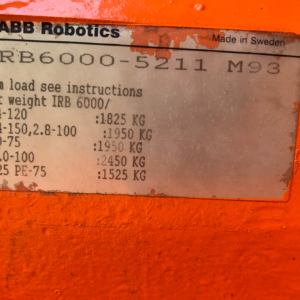 ABB Robotics
Made in Sweden
RB6000-5211 M93
load see instructions
weight IRB 6000/
-120 :1825 KG
-150,2.8-100 :1950 KG
-75 :1950 KG
.0-100 :2450 KG
25 PE-75 :1525 KG